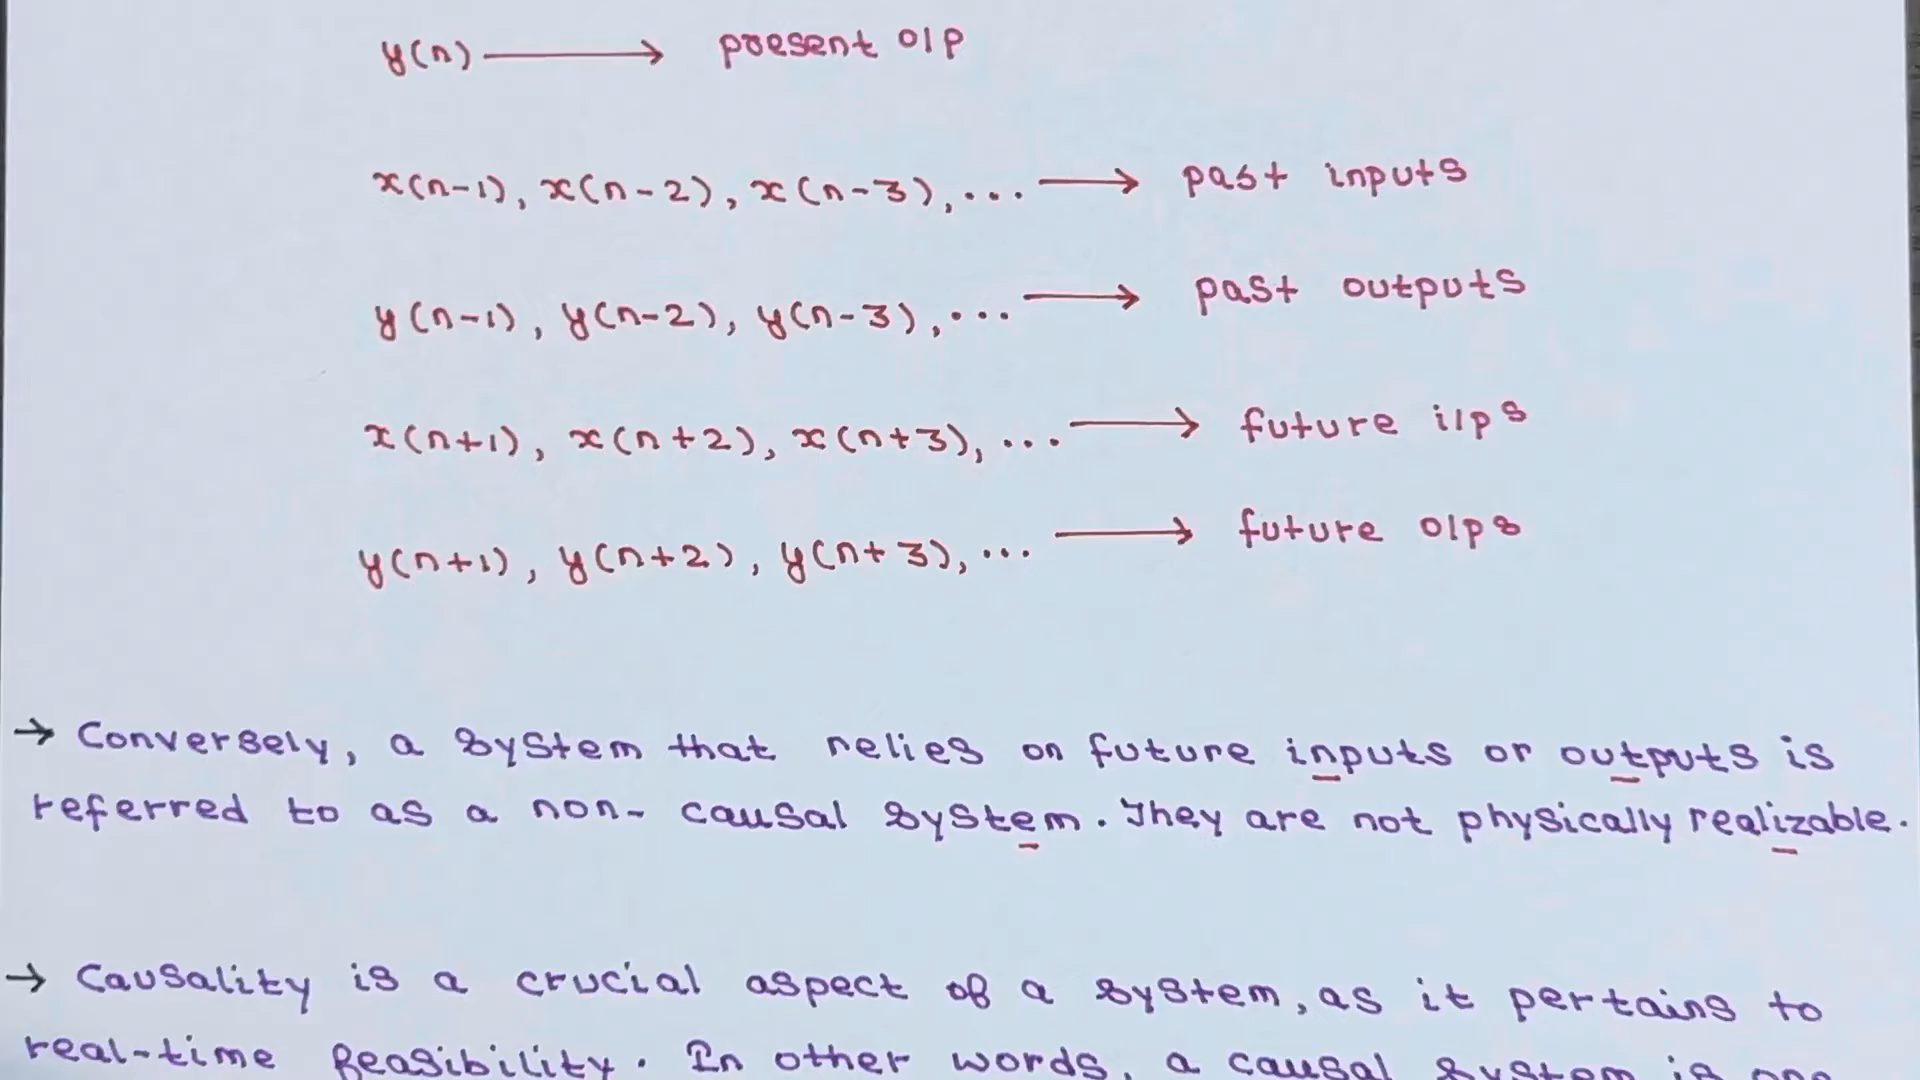 y(n) ⟶ present o/p
x(n-1), x(n-2), x(n-3), ... ⟶ past inputs
y(n-1), y(n-2), y(n-3), ... ⟶ past outputs
x(n+1), x(n+2), x(n+3), ... ⟶ future i/ps
y(n+1), y(n+2), y(n+3), ... ⟶ future o/ps
→ Conversely, a system that relies on future inputs or outputs is
referred to as a non-causal system. They are not physically realizable.
→ Causality is a crucial aspect of a system, as it pertains to
real-time feasibility. In other words, a causal system is one